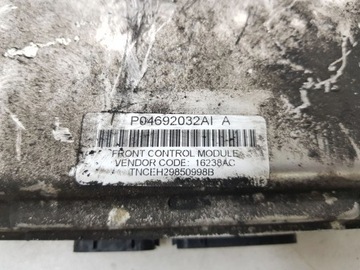 P04692032AI A
FRONT CONTROL MODULE
VENDOR CODE: 16238AC
TNCEH29850998B